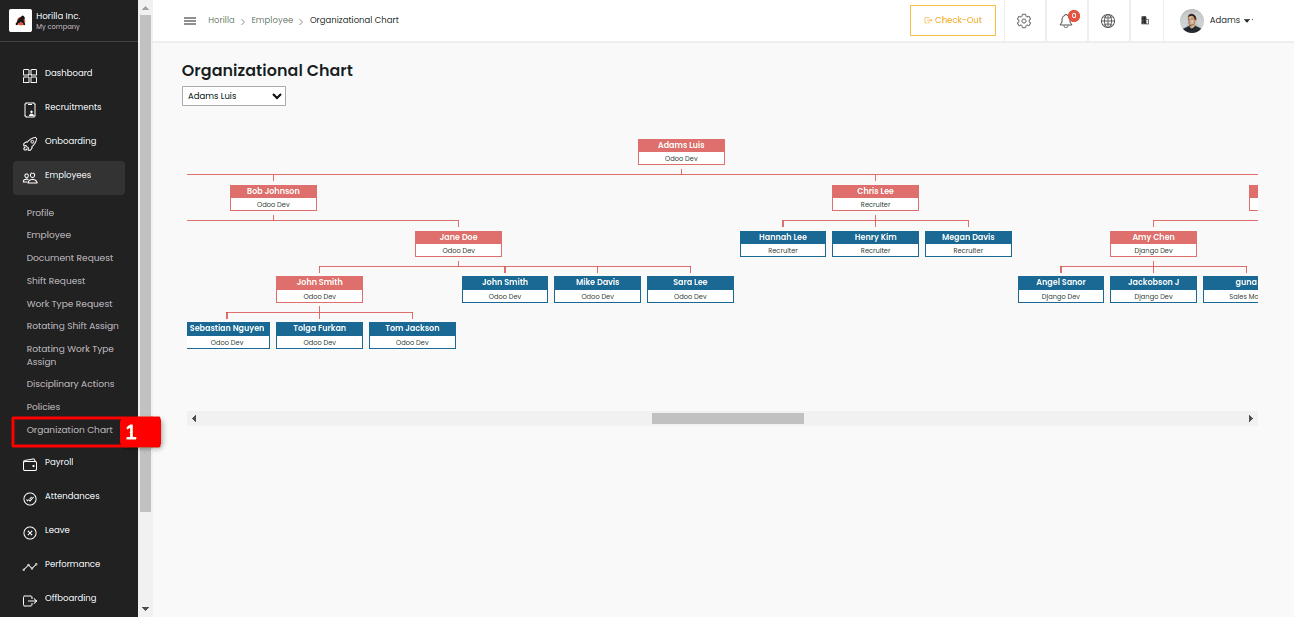 Horilla Inc.
My company
Horilla > Employee > Organizational Chart
Check-Out
0
Adams
Dashboard
Recruitments
Onboarding
Employees
Profile
Employee
Document Request
Shift Request
Work Type Request
Rotating Shift Assign
Rotating Work Type
Assign
Disciplinary Actions
Policies
Organization Chart
1
Payroll
Attendances
Leave
Performance
Offboarding
Organizational Chart
Adams Luis
Adams Luis
Odoo Dev
Bob Johnson
Odoo Dev
Chris Lee
Recruiter
Jane Doe
Odoo Dev
Hannah Lee
Recruiter
Henry Kim
Recruiter
Megan Davis
Recruiter
Amy Chen
Django Dev
John Smith
Odoo Dev
John Smith
Odoo Dev
Mike Davis
Odoo Dev
Sara Lee
Odoo Dev
Angel Sanor
Django Dev
Jackobson J
Django Dev
guna
Sales
Sebastian Nguyen
Odoo Dev
Tolga Furkan
Odoo Dev
Tom Jackson
Odoo Dev